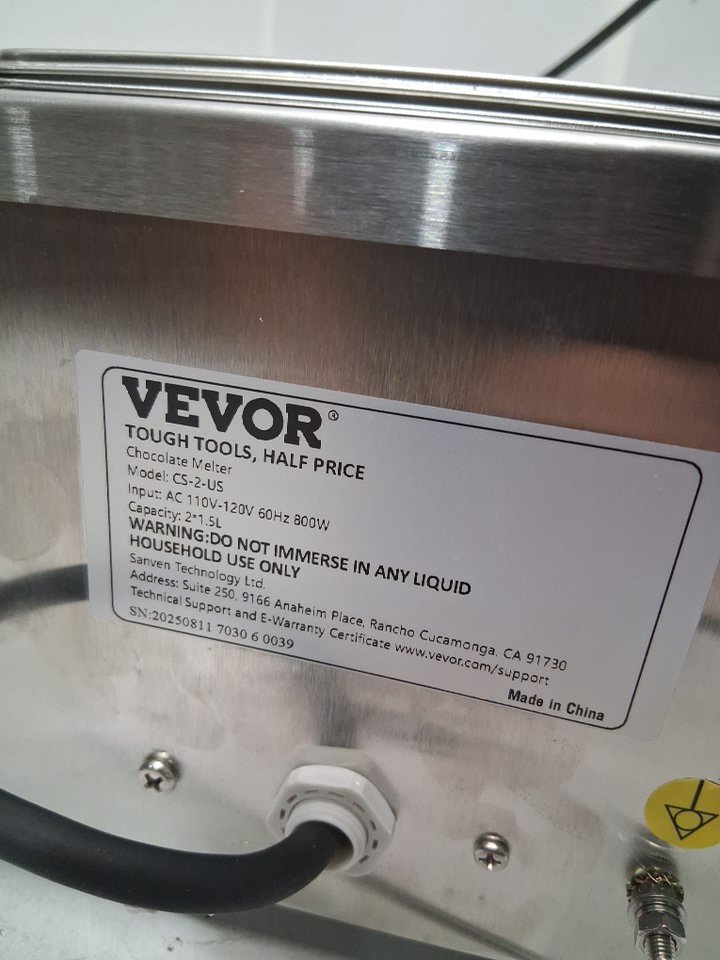 VEVOR®
TOUGH TOOLS, HALF PRICE
Chocolate Melter
Model: CS-2-US
Input: AC 110V-120V 60Hz 800W
Capacity: 2*1.5L
WARNING:DO NOT IMMERSE IN ANY LIQUID
HOUSEHOLD USE ONLY
Sanven Technology Ltd.
Address: Suite 250, 9166 Anaheim Place, Rancho Cucamonga, CA 91730
Technical Support and E-Warranty Certificate www.vevor.com/support
SN:20250811 7030 6 0039
Made in China